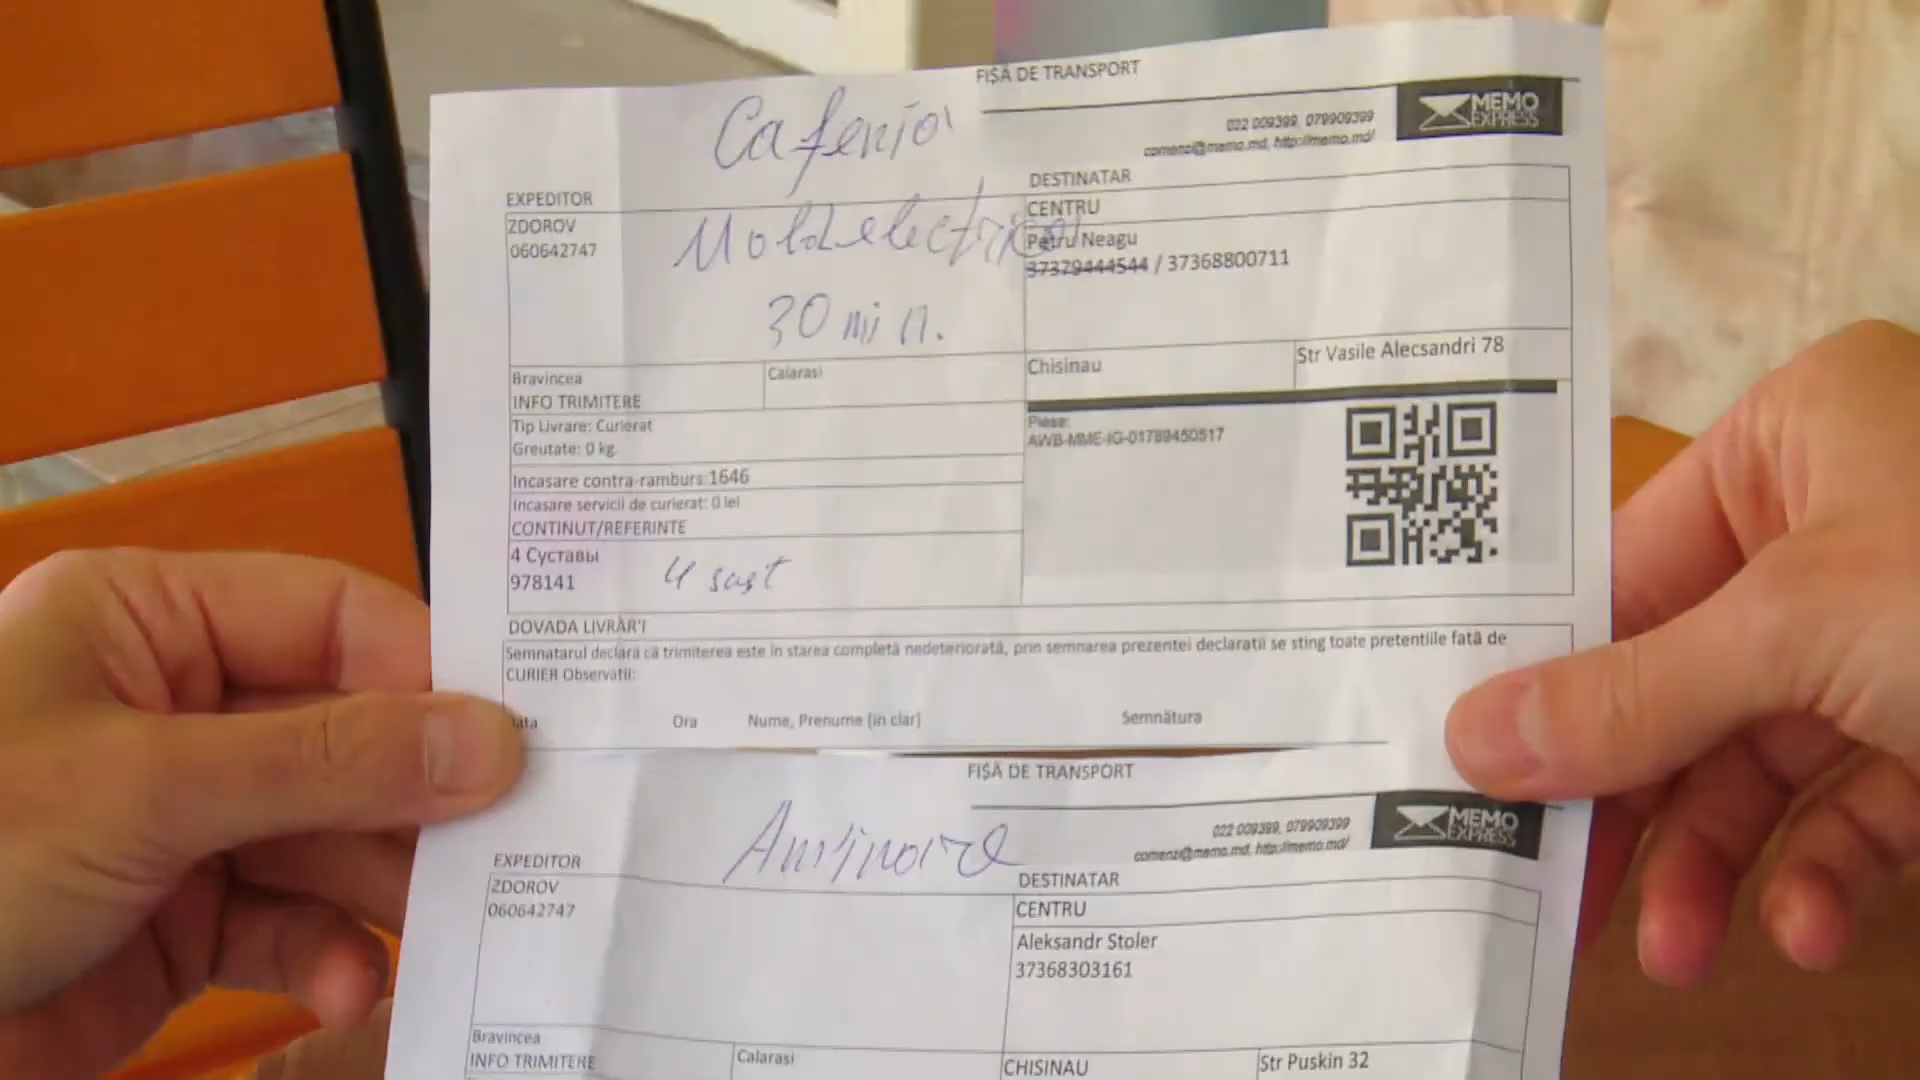 FIȘĂ DE TRANSPORT
MEMO EXPRESS
022 009399, 079909399
comenzi@memo.md, http://memo.md/
Moldelectrica
30 min.
EXPEDITOR
ZDOROV
060642747
DESTINATAR
CENTRU
Petru Neagu
37379444544 / 37368800711
Bravincea
Calarasi
Chisinau
Str Vasile Alecsandri 78
INFO TRIMITERE
Tip Livrare: Curierat
Greutate: 0 kg
Incasare contra-ramburs:1646
Incasare servicii de curierat: 0 lei
CONTINUT/REFERINTE
4 Суставы
978141
4 sust
Piese:
AWB-MME-IG-01789450517
Semnatarul declară că trimiterea este în starea completă nedeteriorată, prin semnarea prezentei declaratii se sting toate pretentiile fată de
CURIER Observatii:
Ora
Nume, Prenume (in clar)
Semnătura
FIȘĂ DE TRANSPORT
MEMO EXPRESS
022 009399, 079909399
comenzi@memo.md, http://memo.md/
EXPEDITOR
ZDOROV
060642747
DESTINATAR
CENTRU
Aleksandr Stoler
37368303161
Bravincea
Calarasi
CHISINAU
Str Puskin 32
INFO TRIMITERE